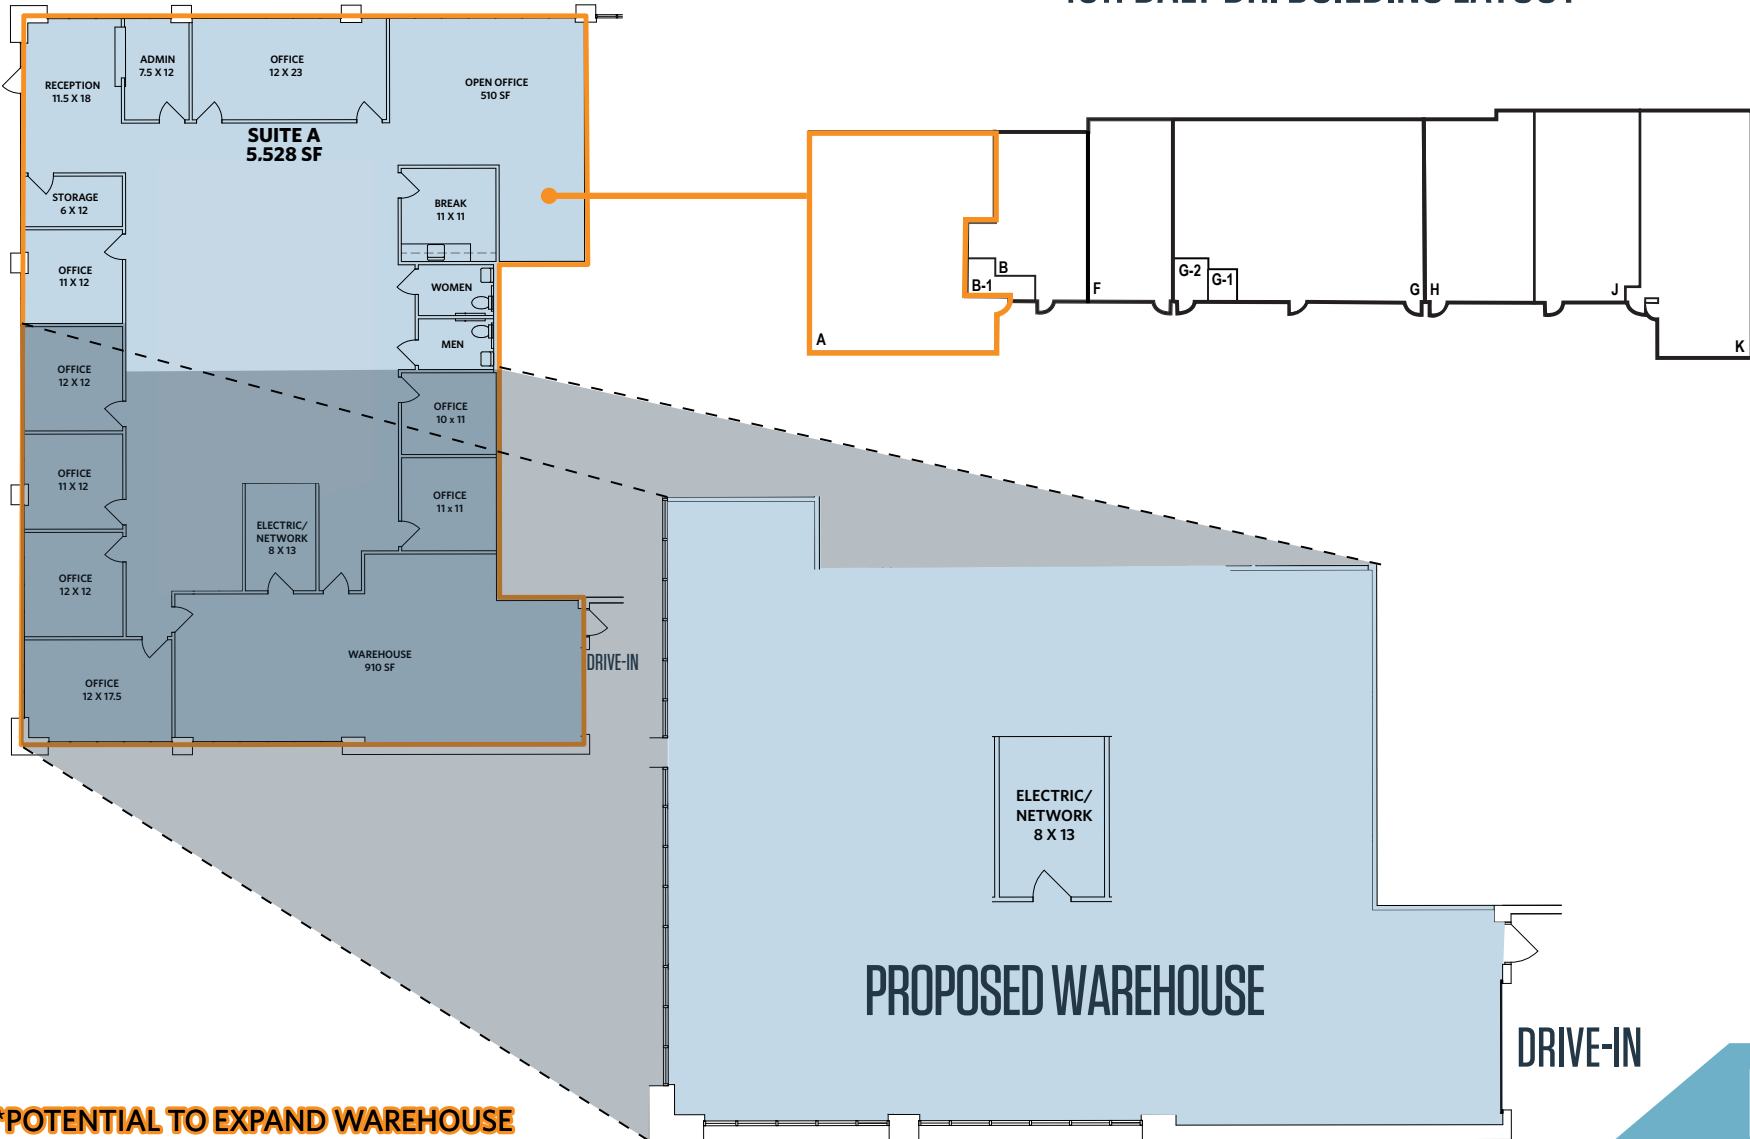 RECEPTION
11.5 X 18
ADMIN
7.5 X 12
OFFICE
12 X 23
OPEN OFFICE
510 SF
SUITE A
5,528 SF
STORAGE
6 X 12
BREAK
11 X 11
OFFICE
11 X 12
WOMEN
MEN
OFFICE
12 X 12
OFFICE
10 x 11
OFFICE
11 X 12
OFFICE
11 x 11
ELECTRIC/
NETWORK
8 X 13
OFFICE
12 X 12
WAREHOUSE
910 SF
OFFICE
12 X 17.5
DRIVE-IN
A
B
B-1
F
G-2
G-1
G
H
J
K
ELECTRIC/
NETWORK
8 X 13
PROPOSED WAREHOUSE
DRIVE-IN
*POTENTIAL TO EXPAND WAREHOUSE